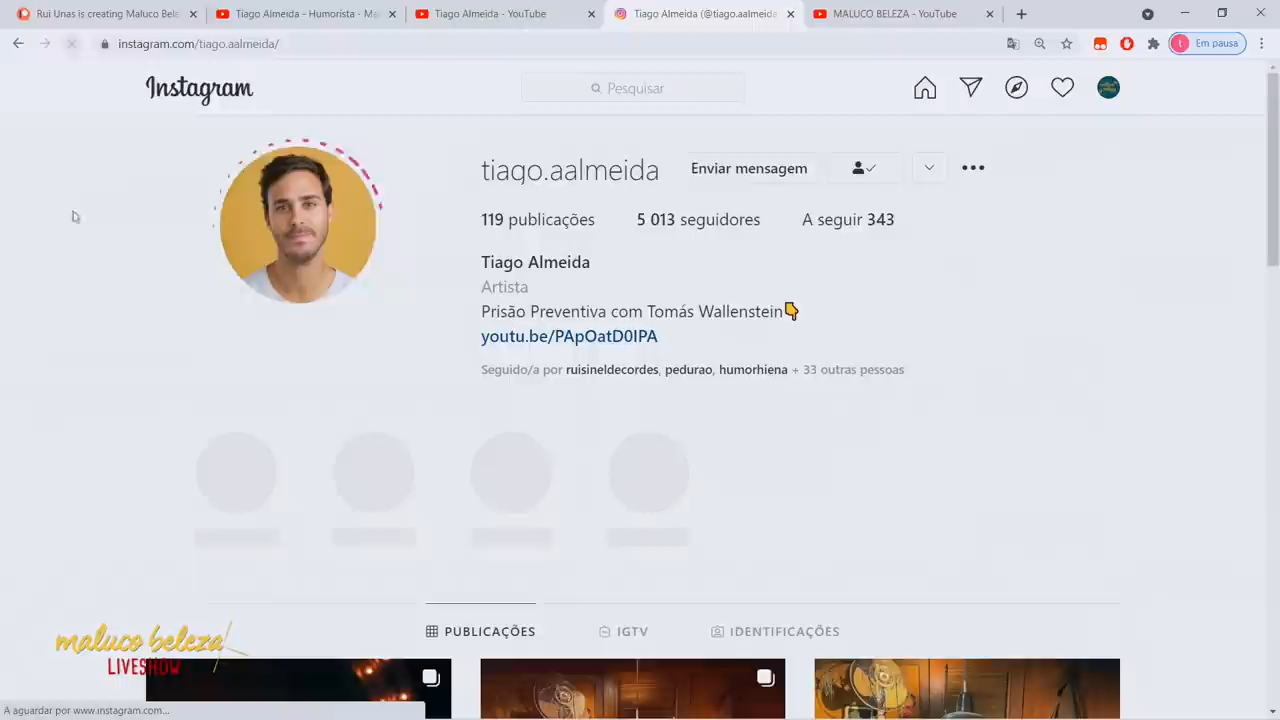 Rui Unas is creating Maluco Bela
Tiago Almeida - Humorista - M
Tiago Almeida - YouTube
Tiago Almeida (@tiago.aalmeida
MALUCO BELEZA - YouTube
instagram.com/tiago.aalmeida/
t
Em pausa
Instagram
Pesquisar
tiago.aalmeida
Enviar mensagem
119 publicações
5 013 seguidores
A seguir 343
Tiago Almeida
Artista
Prisão Preventiva com Tomás Wallenstein
youtu.be/PApOatD0IPA
Seguido/a por ruisineldecordes, pedurao, humorhiena + 33 outras pessoas
PUBLICAÇÕES
IGTV
IDENTIFICAÇÕES
maluco beleza
LIVESHOW
A aguardar por www.instagram.com...